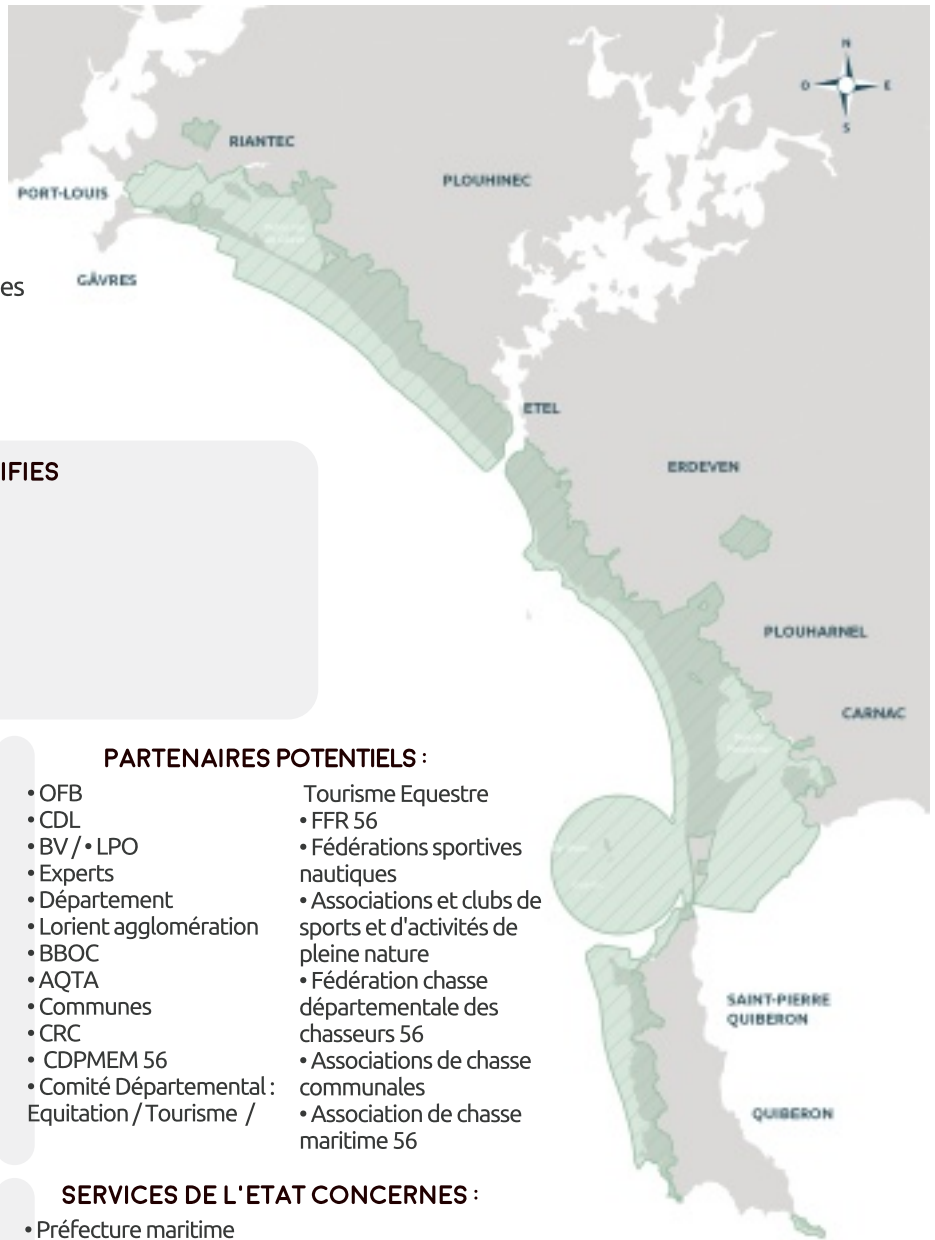 N
O
E
S
RIANTEC
PLOUHINEC
PORT-LOUIS
GÂVRES
es
ETEL
ERDEVEN
IFIES
PLOUHARNEL
CARNAC
PARTENAIRES POTENTIELS :
• OFB
• CDL
• BV / • LPO
• Experts
• Département
• Lorient agglomération
• BBOC
• AQTA
• Communes
• CRC
• CDPMEM 56
• Comité Départemental :
Equitation / Tourisme /
Tourisme Equestre
• FFR 56
• Fédérations sportives
nautiques
• Associations et clubs de
sports et d'activités de
pleine nature
• Fédération chasse
départementale des
chasseurs 56
• Associations de chasse
communales
• Association de chasse
maritime 56
SAINT-PIERRE
QUIBERON
QUIBERON
SERVICES DE L'ETAT CONCERNES :
• Préfecture maritime